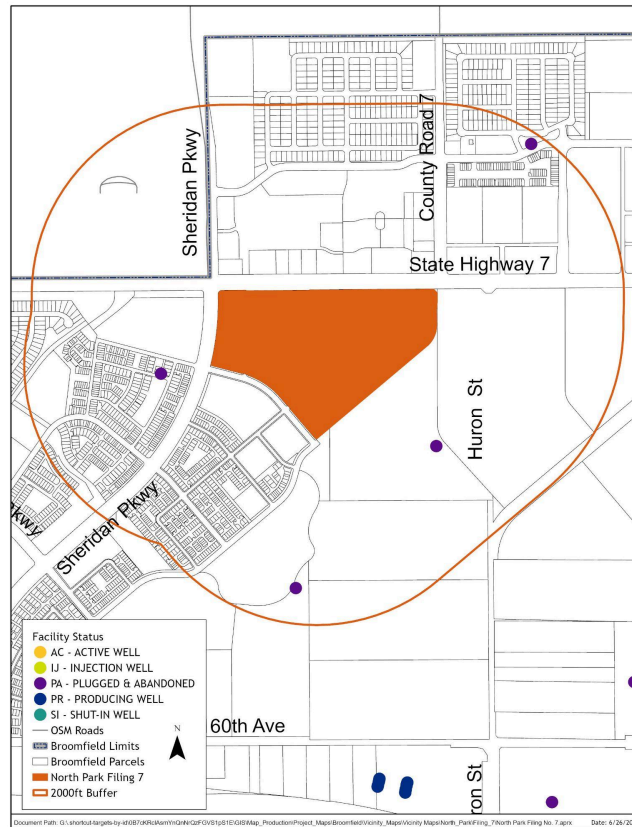 Sheridan Pkwy
County Road 7
State Highway 7
Huron St
Pkwy
Sheridan Pkwy
Facility Status
AC - ACTIVE WELL
IJ - INJECTION WELL
PA - PLUGGED & ABANDONED
PR - PRODUCING WELL
SI - SHUT-IN WELL
OSM Roads
Broomfield Limits
Broomfield Parcels
North Park Filing 7
2000ft Buffer
N
60th Ave
ron St
Date: 6/26/20